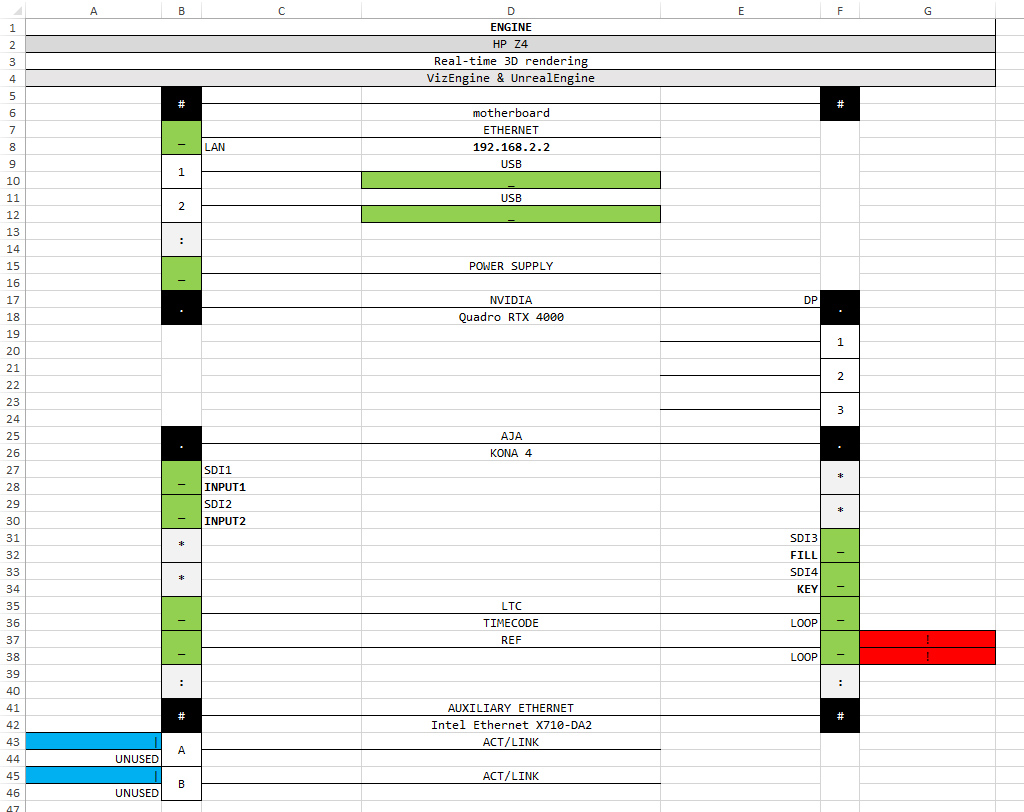 A B C D E F G
1 ENGINE
2 HP Z4
3 Real-time 3D rendering
4 VizEngine & UnrealEngine
5
# #
6 motherboard
7 ETHERNET
_
8 LAN 192.168.2.2
9 USB
1
10 _
11 USB
2
12 _
13
:
14
15 POWER SUPPLY
_
16
17 NVIDIA DP
. .
18 Quadro RTX 4000
19
1
20
21
2
22
23
3
24
25 AJA
. .
26 KONA 4
27 SDI1
_ *
28 INPUT1
29 SDI2
_ *
30 INPUT2
31 SDI3
* _
32 FILL
33 SDI4
* _
34 KEY
35 LTC
_ _
36 TIMECODE LOOP
37 REF !
_ _
38 LOOP !
39
: :
40
41 AUXILIARY ETHERNET
# #
42 Intel Ethernet X710-DA2
43 | ACT/LINK
A
44 UNUSED
45 | ACT/LINK
B
46 UNUSED
47